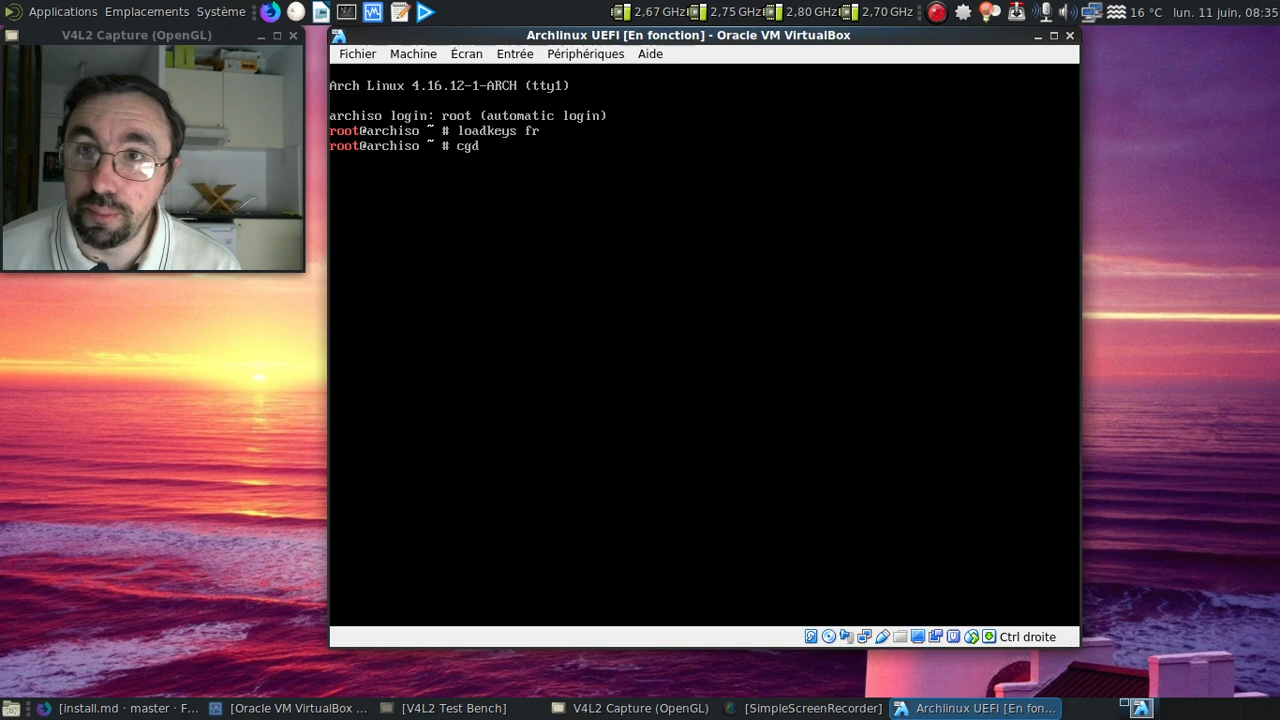 Applications Emplacements Système
2,67 GHz 2,75 GHz 2,80 GHz 2,70 GHz 16 °C lun. 11 juin, 08:35
V4L2 Capture (OpenGL)
Archlinux UEFI [En fonction] - Oracle VM VirtualBox
Fichier Machine Écran Entrée Périphériques Aide
Arch Linux 4.16.12-1-ARCH (tty1)
archiso login: root (automatic login)
root@archiso ~ # loadkeys fr
root@archiso ~ # cgd
Ctrl droite
[install.md · master · F... [Oracle VM VirtualBox ... [V4L2 Test Bench] V4L2 Capture (OpenGL) [SimpleScreenRecorder] Archlinux UEFI [En fon...